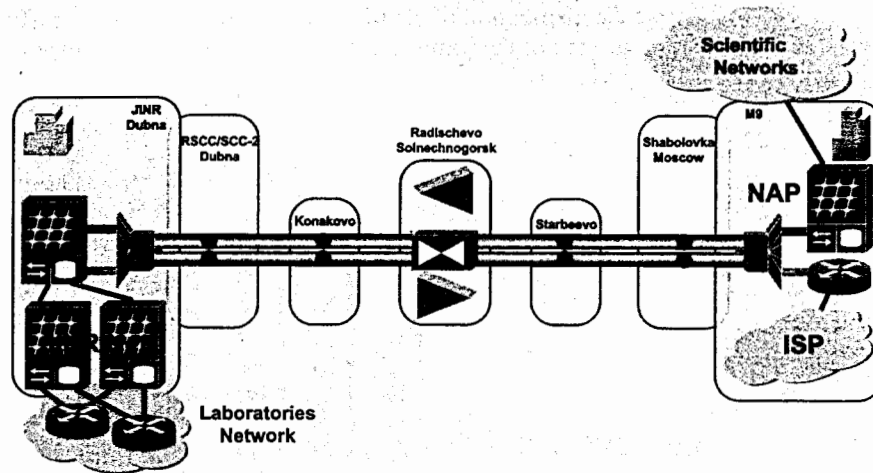 Scientific
Networks
JINR
Dubna
RSCC/SCC-2
Dubna
Konakovo
Radischevo
Solnechnogorsk
Starbeevo
Shabolovka
Moscow
M9
NAP
ISP
Laboratories
Network